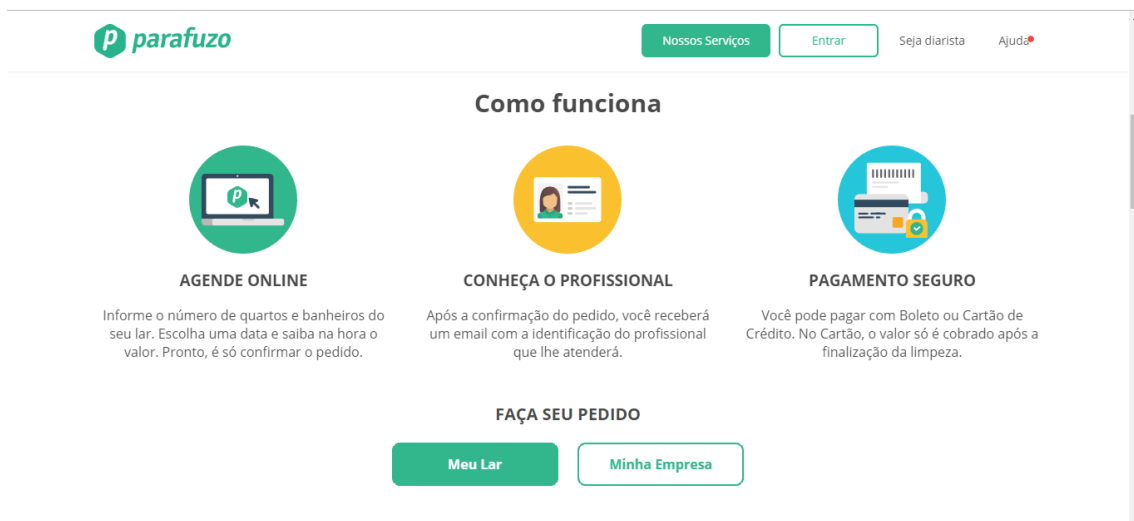 parafuzo
Nossos Serviços
Entrar
Seja diarista
Ajuda
Como funciona
AGENDE ONLINE
Informe o número de quartos e banheiros do
seu lar. Escolha uma data e saiba na hora o
valor. Pronto, é só confirmar o pedido.
CONHEÇA O PROFISSIONAL
Após a confirmação do pedido, você receberá
um email com a identificação do profissional
que lhe atenderá.
PAGAMENTO SEGURO
Você pode pagar com Boleto ou Cartão de
Crédito. No Cartão, o valor só é cobrado após a
finalização da limpeza.
FAÇA SEU PEDIDO
Meu Lar
Minha Empresa